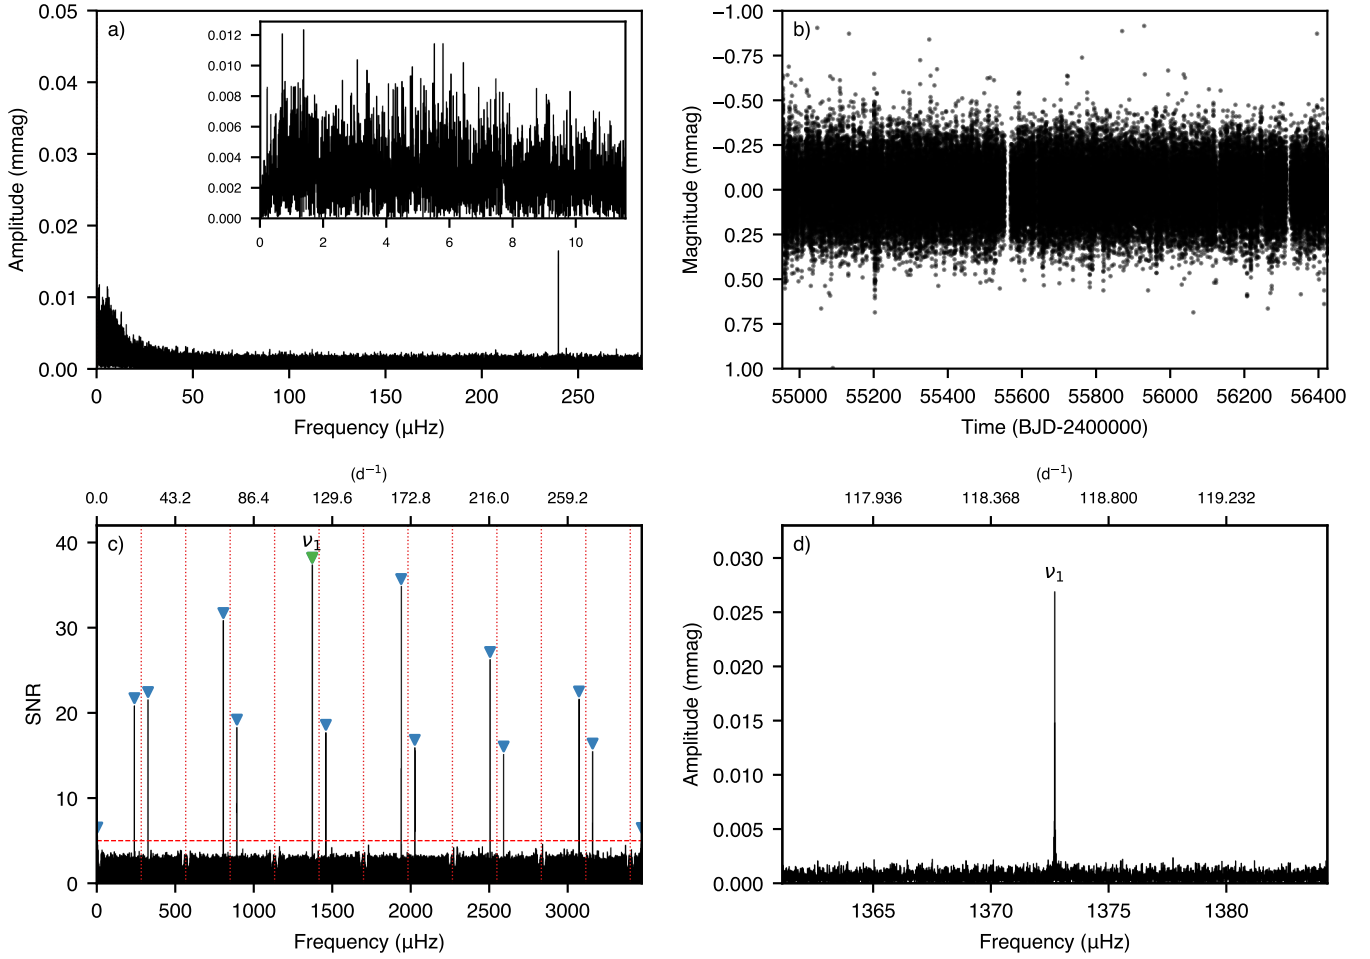 a)
0.05
0.04
0.03
0.02
0.01
0.00
Amplitude (mmag)
0 50 100 150 200 250
Frequency (μHz)
0.012
0.010
0.008
0.006
0.004
0.002
0.000
0 2 4 6 8 10
b)
−1.00
−0.75
−0.50
−0.25
0.00
0.25
0.50
0.75
1.00
Magnitude (mmag)
55000 55200 55400 55600 55800 56000 56200 56400
Time (BJD-2400000)
(d⁻¹)
0.0 43.2 86.4 129.6 172.8 216.0 259.2
c)
ν₁
40
30
20
10
0
SNR
0 500 1000 1500 2000 2500 3000
Frequency (μHz)
(d⁻¹)
117.936 118.368 118.800 119.232
d)
ν₁
0.030
0.025
0.020
0.015
0.010
0.005
0.000
Amplitude (mmag)
1365 1370 1375 1380
Frequency (μHz)